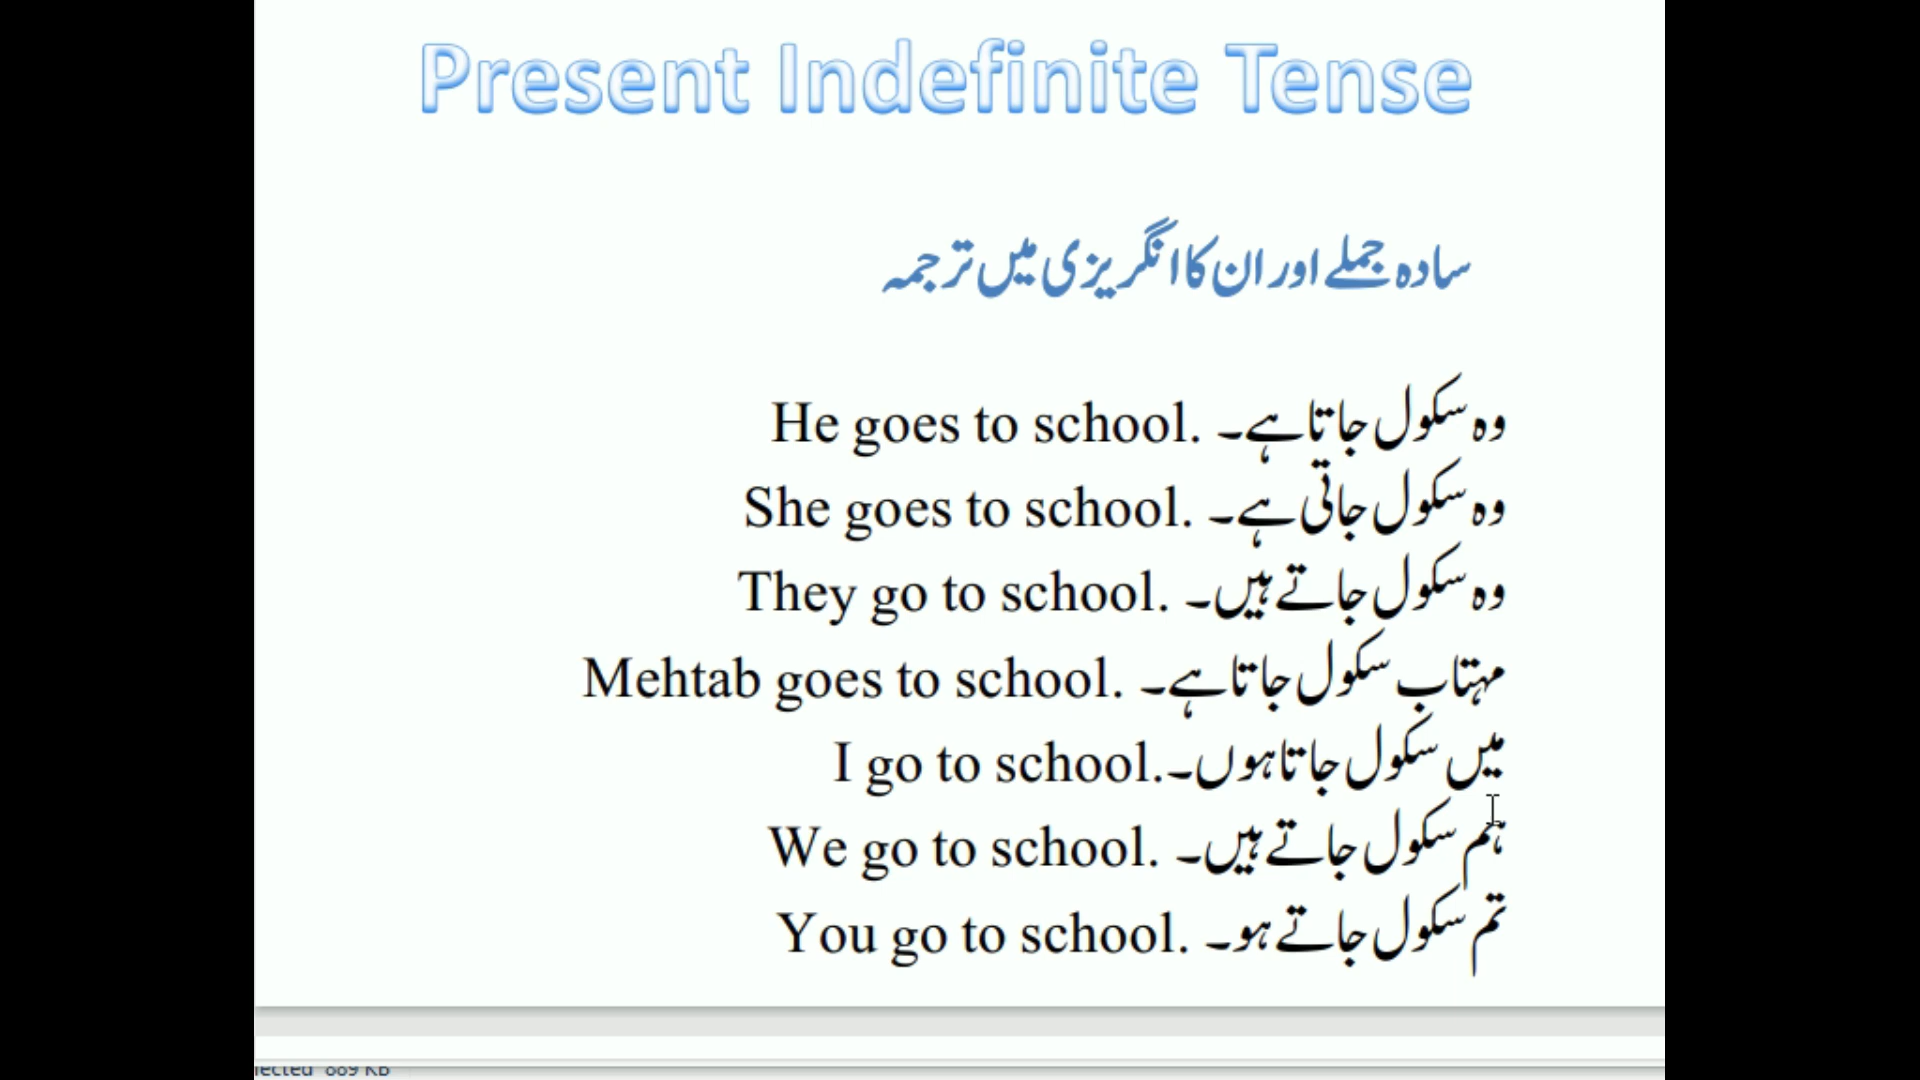 Present Indefinite Tense
سادہ جملے اور ان کا انگریزی میں ترجمہ
وہ سکول جاتا ہے۔ He goes to school.
وہ سکول جاتی ہے۔ She goes to school.
وہ سکول جاتے ہیں۔ They go to school.
مہتاب سکول جاتا ہے۔ Mehtab goes to school.
میں سکول جاتا ہوں۔ I go to school.
ہم سکول جاتے ہیں۔ We go to school.
تم سکول جاتے ہو۔ You go to school.
lected 889 KB